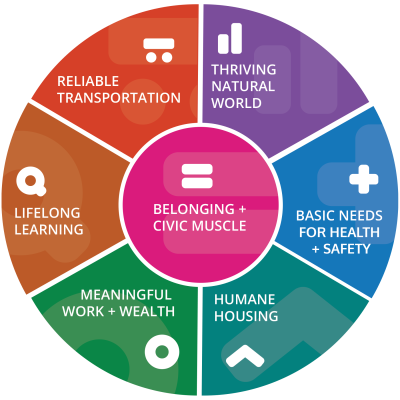 RELIABLE
TRANSPORTATION
THRIVING
NATURAL
WORLD
LIFELONG
LEARNING
BELONGING +
CIVIC MUSCLE
BASIC NEEDS
FOR HEALTH
+ SAFETY
MEANINGFUL
WORK + WEALTH
HUMANE
HOUSING